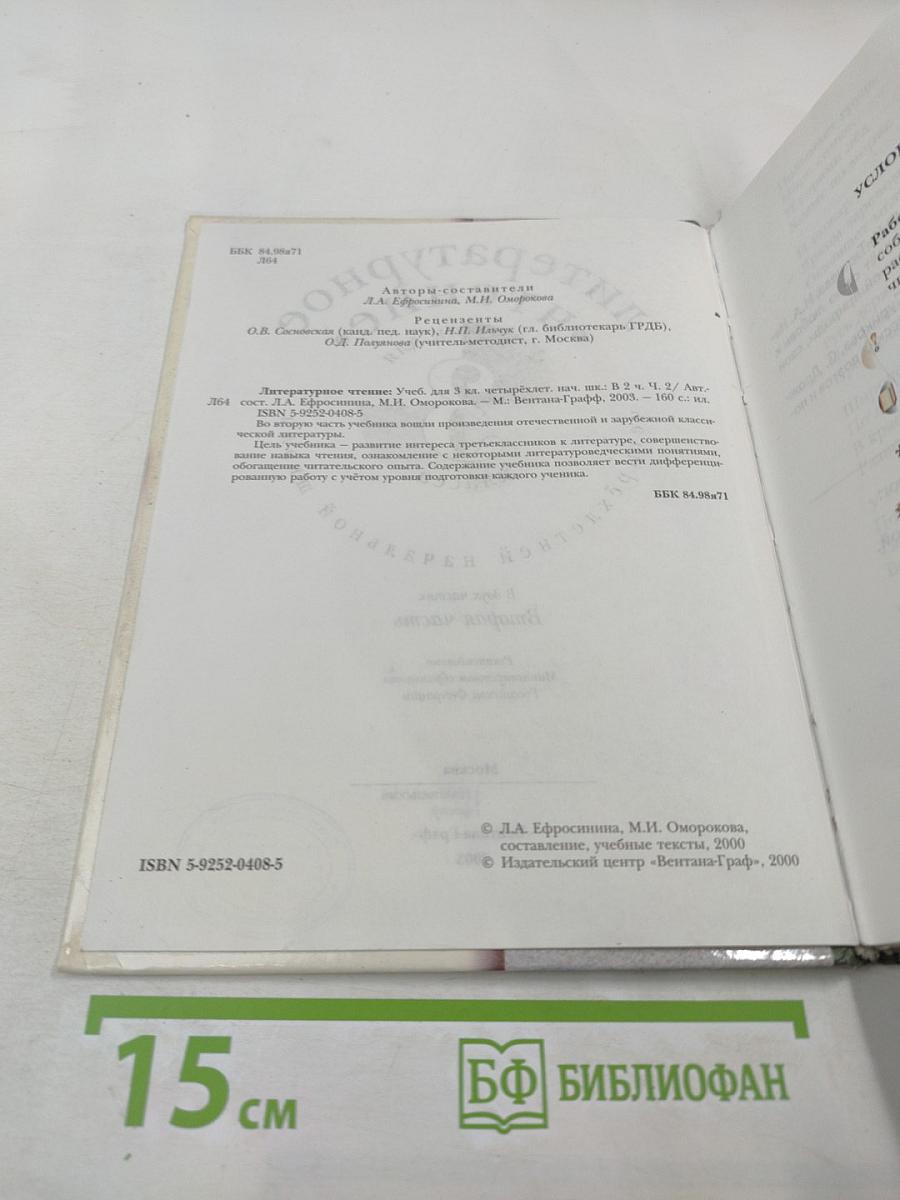 ББК 84.98я71
Л64
Авторы-составители
Л.А. Ефросинина, М.И. Оморокова
Рецензенты
О.В. Сосновская (канд. пед. наук), Н.П. Ильчук (гл. библиотекарь ГРДБ),
О.Д. Полуянова (учитель-методист, г. Москва)
Литературное чтение: Учеб. для 3 кл. четырёхлет. нач. шк.: В 2 ч. Ч. 2/ Авт.-
Л64 сост. Л.А. Ефросинина, М.И. Оморокова. — М.: Вентана-Графф, 2003. — 160 с.: ил.
ISBN 5-9252-0408-5
Во вторую часть учебника вошли произведения отечественной и зарубежной класси-
ческой литературы.
Цель учебника — развитие интереса третьеклассников к литературе, совершенство-
вание навыка чтения, ознакомление с некоторыми литературоведческими понятиями,
обогащение читательского опыта. Содержание учебника позволяет вести дифференци-
рованную работу с учётом уровня подготовки каждого ученика.
ББК 84.98я71
© Л.А. Ефросинина, М.И. Оморокова,
составление, учебные тексты, 2000
ISBN 5-9252-0408-5
© Издательский центр «Вентана-Граф», 2000
15 см
БФ БИБЛИОФАН